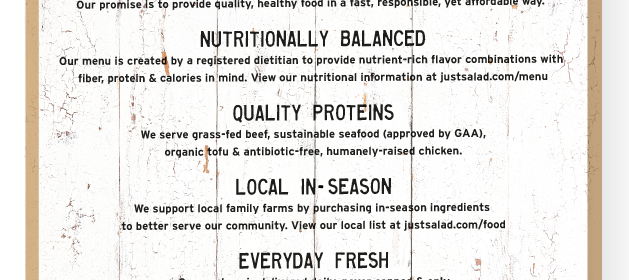 Our promise is to provide quality, healthy food in a fast, responsible, yet affordable way.
NUTRITIONALLY BALANCED
Our menu is created by a registered dietitian to provide nutrient-rich flavor combinations with
fiber, protein & calories in mind. View our nutritional information at justsalad.com/menu
QUALITY PROTEINS
We serve grass-fed beef, sustainable seafood (approved by GAA),
organic tofu & antibiotic-free, humanely-raised chicken.
LOCAL IN-SEASON
We support local family farms by purchasing in-season ingredients
to better serve our community. View our local list at justsalad.com/food
EVERYDAY FRESH